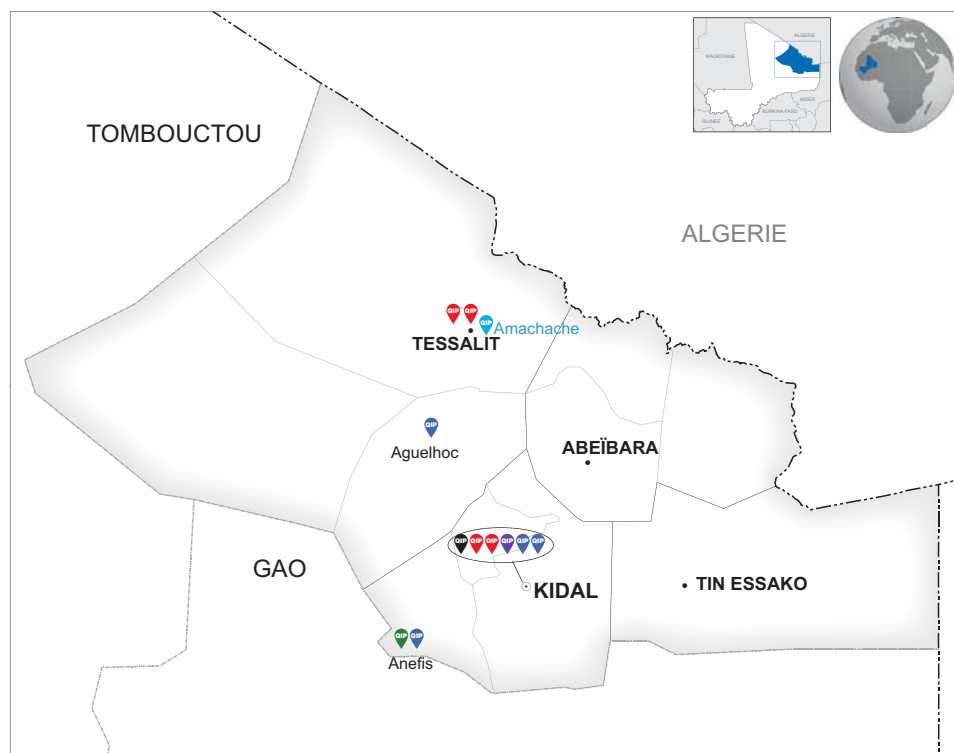 ALGERIE
MAURITANIE
NIGER
BURKINA FASO
GUINEE
TOMBOUCTOU
ALGERIE
QIP QIP
QIP Amachache
TESSALIT
QIP
Aguelhoc
ABEÏBARA
QIP QIP QIP QIP QIP QIP
GAO
KIDAL
TIN ESSAKO
QIP QIP
Anefis